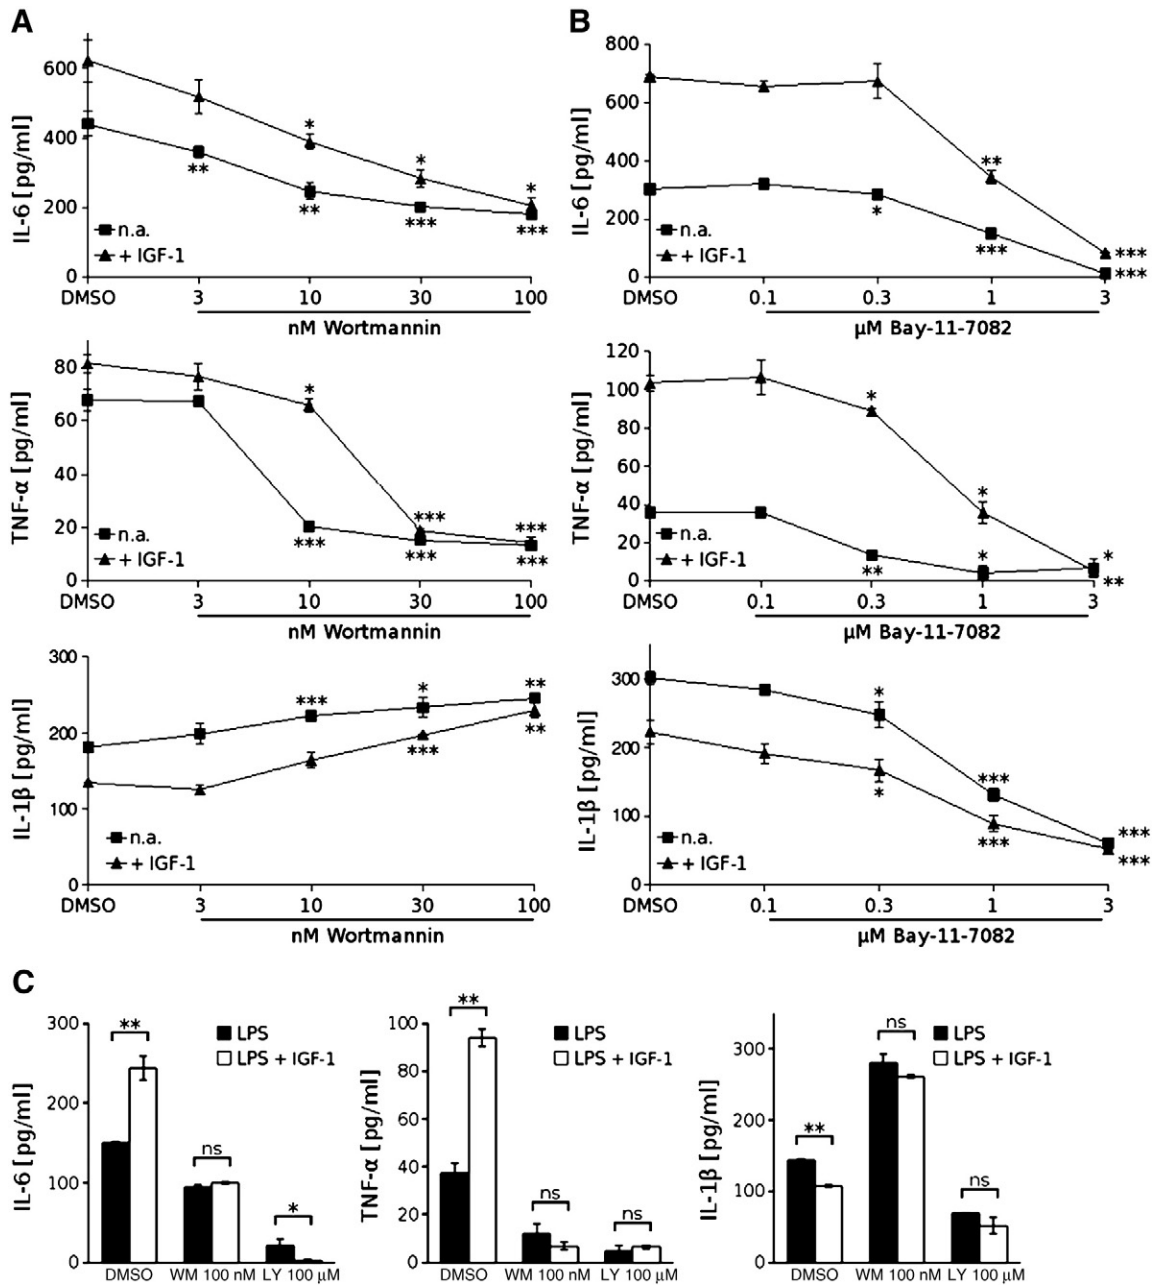 A
IL-6 [pg/ml]
600
400
200
0
*
*
*
**
**
***
***
n.a.
+ IGF-1
DMSO 3 10 30 100
nM Wortmannin
TNF-α [pg/ml]
80
60
40
20
0
*
***
***
***
***
***
n.a.
+ IGF-1
DMSO 3 10 30 100
nM Wortmannin
IL-1β [pg/ml]
300
200
100
0
***
*
**
***
**
n.a.
+ IGF-1
DMSO 3 10 30 100
nM Wortmannin
B
IL-6 [pg/ml]
800
600
400
200
0
**
*
***
***
***
n.a.
+ IGF-1
DMSO 0.1 0.3 1 3
μM Bay-11-7082
TNF-α [pg/ml]
120
100
80
60
40
20
0
*
*
**
*
*
**
n.a.
+ IGF-1
DMSO 0.1 0.3 1 3
μM Bay-11-7082
IL-1β [pg/ml]
300
200
100
0
*
*
***
***
***
***
n.a.
+ IGF-1
DMSO 0.1 0.3 1 3
μM Bay-11-7082
C
IL-6 [pg/ml]
300
200
100
0
**
ns
*
LPS
LPS + IGF-1
DMSO WM 100 nM LY 100 μM
TNF-α [pg/ml]
100
80
60
40
20
0
**
ns
ns
LPS
LPS + IGF-1
DMSO WM 100 nM LY 100 μM
IL-1β [pg/ml]
300
200
100
0
**
ns
ns
LPS
LPS + IGF-1
DMSO WM 100 nM LY 100 μM